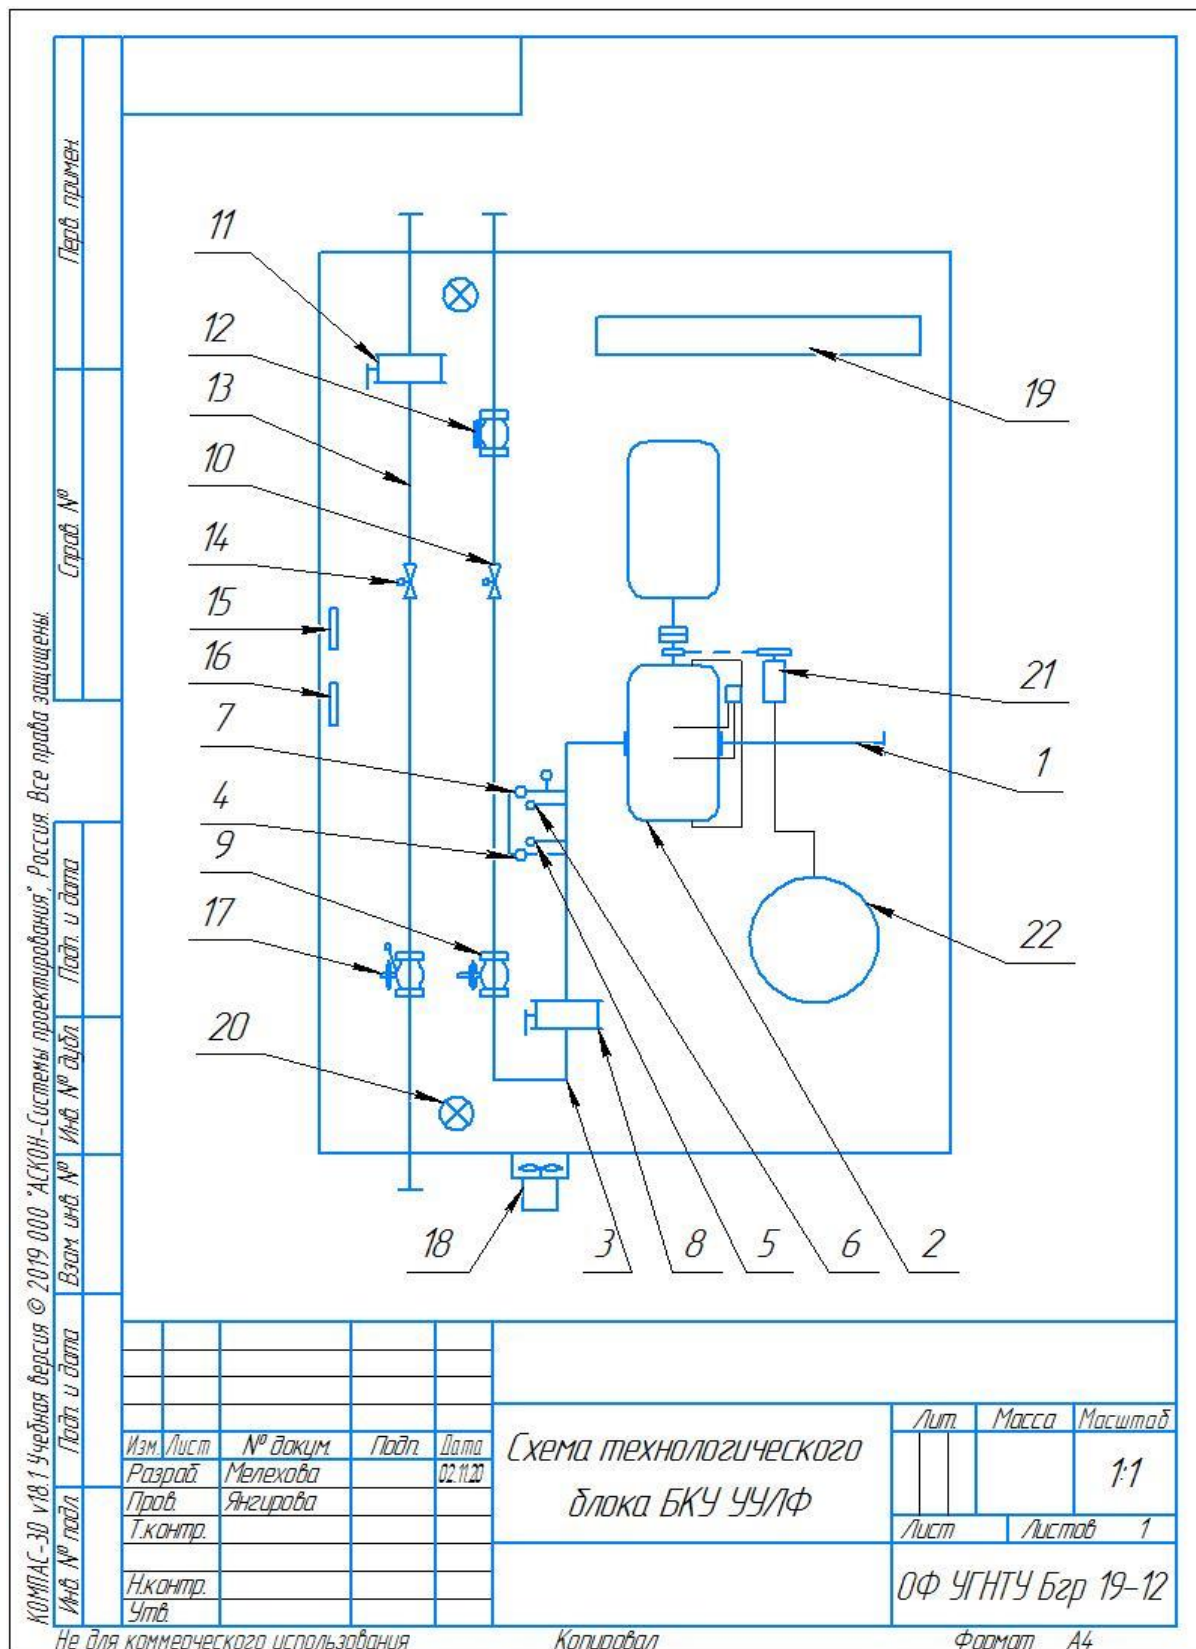 Перв. примен.
Справ. №
Подп. и дата
Инв. № дубл.
Взам. инв. №
Подп. и дата
Инв. № подл.
КОМПАС-3D v18.1 Учебная версия © 2019 ООО "АСКОН-Системы проектирования", Россия. Все права защищены.
11
12
13
10
14
15
16
7
4
9
17
20
19
21
1
22
18
3
8
5
6
2
Изм. Лист № докум. Подп. Дата
Разраб. Мелехова 02.11.20
Пров. Янгирова
Т.контр.
Н.контр.
Утв.
Схема технологического
блока БКУ УУЛФ
Лит. Масса Масштаб
1:1
Лист Листов 1
ОФ УГНТУ Бгр 19-12
Не для коммерческого использования Копировал Формат А4